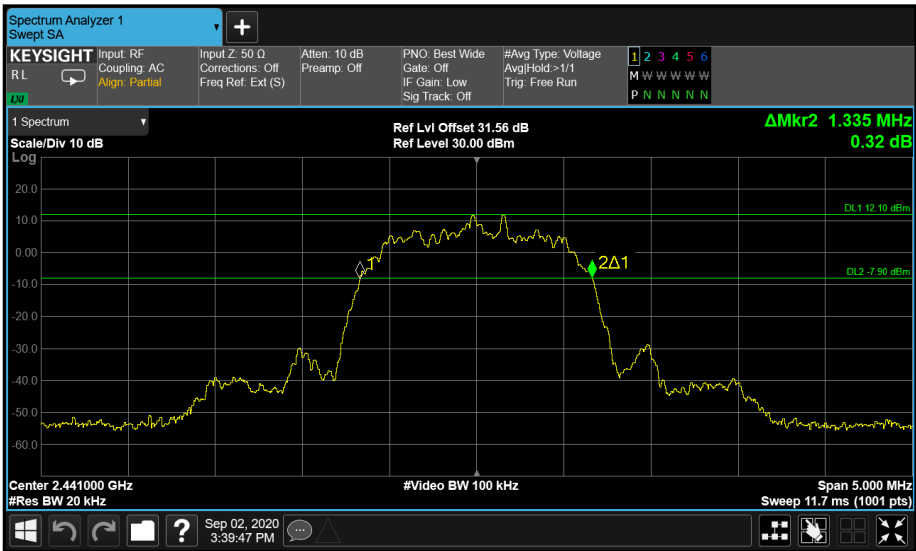 Spectrum Analyzer 1
Swept SA
+
KEYSIGHT Input: RF Input Z: 50 Ω Atten: 10 dB PNO: Best Wide #Avg Type: Voltage 1 2 3 4 5 6
RL Coupling: AC Corrections: Off Preamp: Off Gate: Off Avg|Hold:>1/1 M W W W W W
Align: Partial Freq Ref: Ext (S) IF Gain: Low Trig: Free Run P N N N N N
LXI Sig Track: Off
1 Spectrum Ref Lvl Offset 31.56 dB ΔMkr2 1.335 MHz
Scale/Div 10 dB Ref Level 30.00 dBm 0.32 dB
Log
20.0
DL1 12.10 dBm
10.0
0.00
1 2Δ1
DL2 -7.90 dBm
-10.0
-20.0
-30.0
-40.0
-50.0
-60.0
Center 2.441000 GHz #Video BW 100 kHz Span 5.000 MHz
#Res BW 20 kHz Sweep 11.7 ms (1001 pts)
? Sep 02, 2020
3:39:47 PM